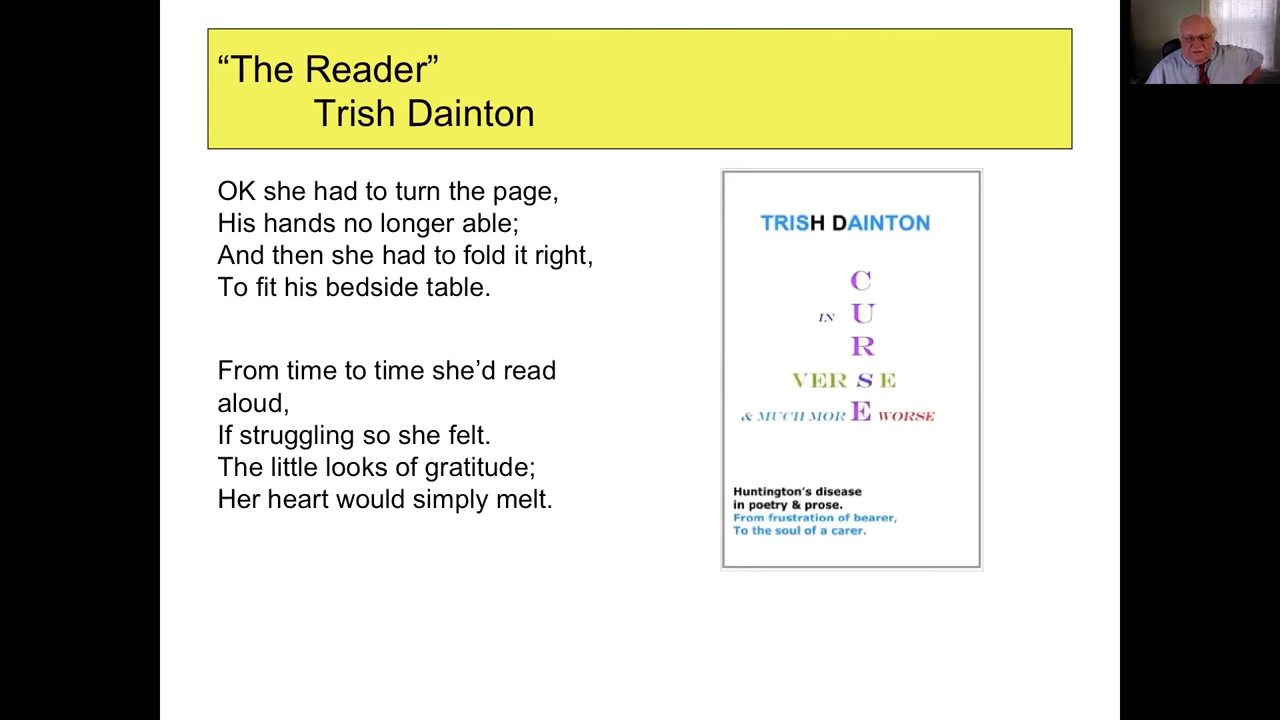 “The Reader”
Trish Dainton
OK she had to turn the page,
His hands no longer able;
And then she had to fold it right,
To fit his bedside table.
From time to time she’d read
aloud,
If struggling so she felt.
The little looks of gratitude;
Her heart would simply melt.
TRISH DAINTON
C
IN U
R
VERSE
& MUCH MORE WORSE
Huntington’s disease
in poetry & prose.
From frustration of bearer,
To the soul of a carer.